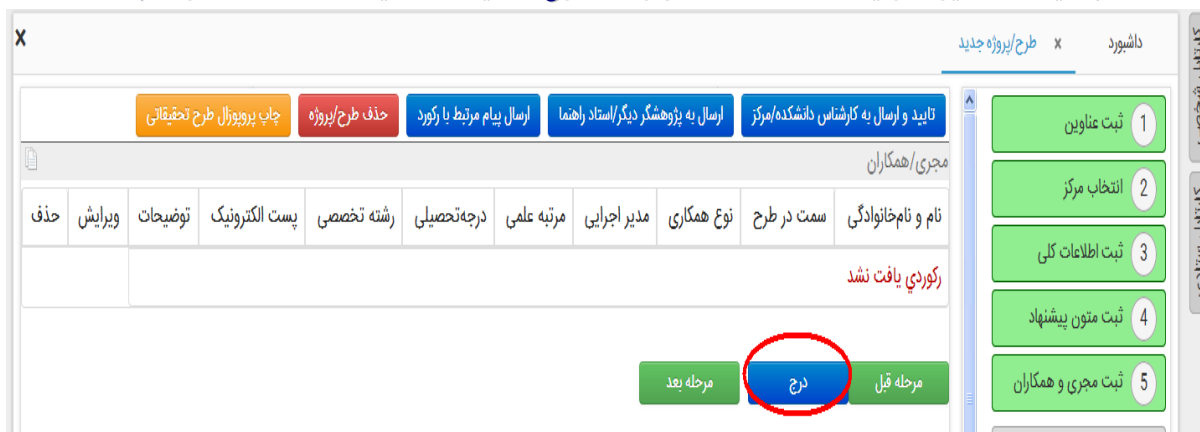 داشبورد
x طرح/پروژه جدید
x
تایید و ارسال به کارشناس دانشکده/مرکز
ارسال به پژوهشگر دیگر/استاد راهنما
ارسال پیام مرتبط با رکورد
حذف طرح/پروژه
چاپ پروپوزال طرح تحقیقاتی
مجری/همکاران
نام و نام‌خانوادگی
سمت در طرح
نوع همکاری
مدیر اجرایی
مرتبه علمی
درجه‌تحصیلی
رشته تخصصی
پست الکترونیک
توضیحات
ویرایش
حذف
رکوردي یافت نشد
مرحله قبل
درج
مرحله بعد
1 ثبت عناوین
2 انتخاب مرکز
3 ثبت اطلاعات کلی
4 ثبت متون پیشنهاد
5 ثبت مجری و همکاران